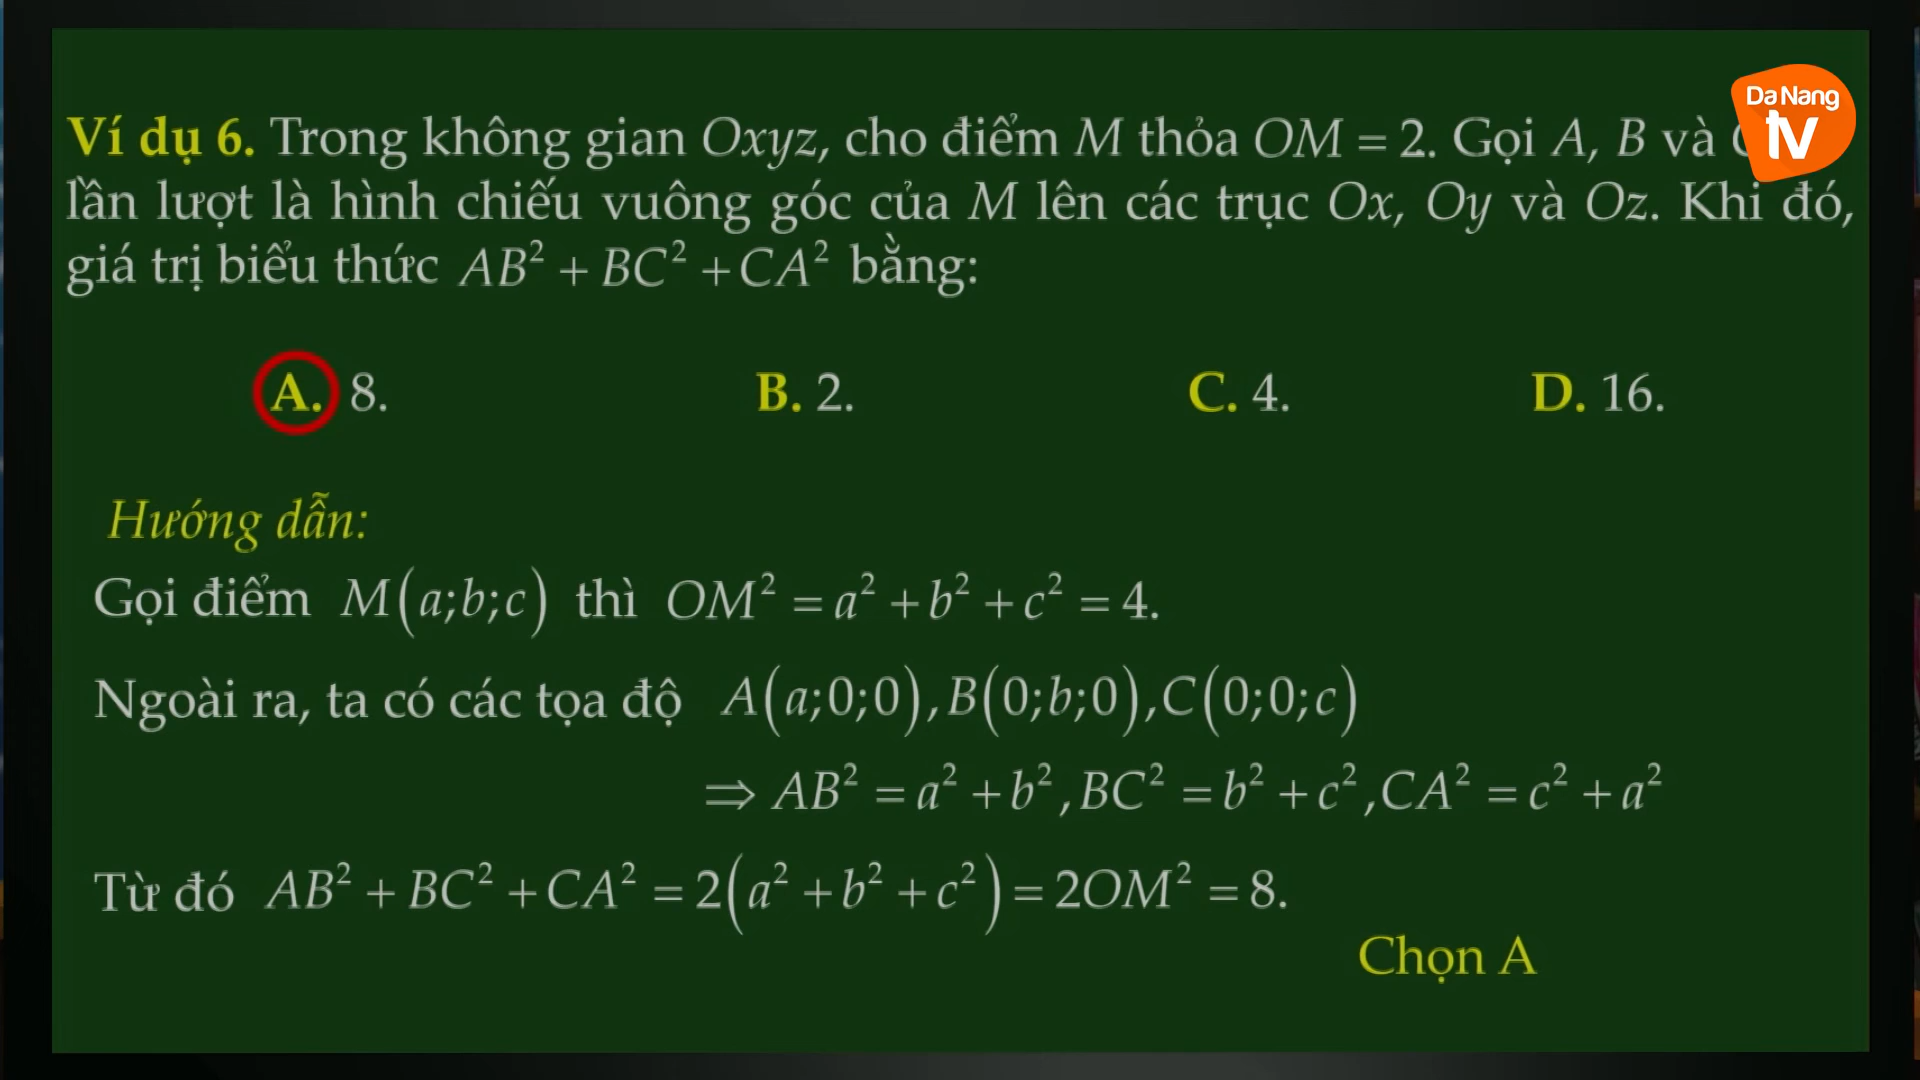 Da Nang
tv
Ví dụ 6. Trong không gian Oxyz, cho điểm M thỏa OM = 2. Gọi A, B và
lần lượt là hình chiếu vuông góc của M lên các trục Ox, Oy và Oz. Khi đó,
giá trị biểu thức AB² + BC² + CA² bằng:
A. 8. B. 2. C. 4. D. 16.
Hướng dẫn:
Gọi điểm M(a;b;c) thì OM² = a² + b² + c² = 4.
Ngoài ra, ta có các tọa độ A(a;0;0), B(0;b;0), C(0;0;c)
⇒ AB² = a² + b², BC² = b² + c², CA² = c² + a²
Từ đó AB² + BC² + CA² = 2(a² + b² + c²) = 2OM² = 8.
Chọn A